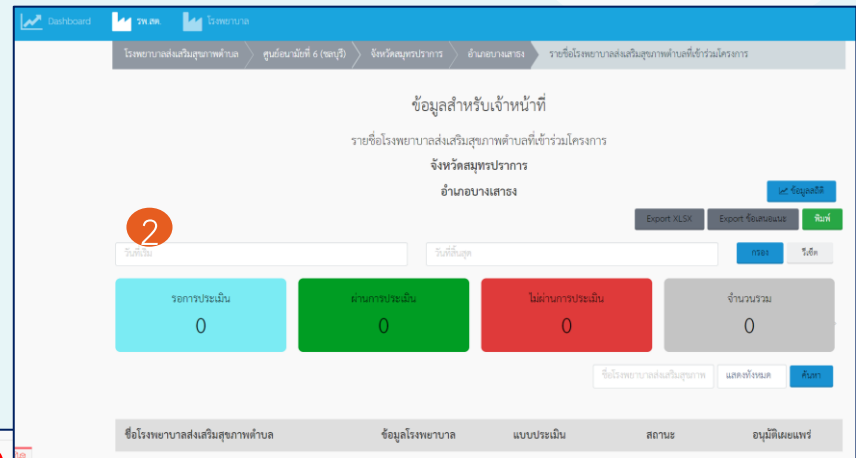 Dashboard รพ.สต. โรงพยาบาล
โรงพยาบาลส่งเสริมสุขภาพตำบล ศูนย์อนามัยที่ 6 (ชลบุรี) จังหวัดสมุทรปราการ อำเภอบางเสาธง รายชื่อโรงพยาบาลส่งเสริมสุขภาพตำบลที่เข้าร่วมโครงการ
ข้อมูลสำหรับเจ้าหน้าที่
รายชื่อโรงพยาบาลส่งเสริมสุขภาพตำบลที่เข้าร่วมโครงการ
จังหวัดสมุทรปราการ
อำเภอบางเสาธง
ข้อมูลสถิติ
Export XLSX Export ข้อเสนอแนะ พิมพ์
2
วันที่เริ่ม วันที่สิ้นสุด กรอง รีเซ็ต
รอการประเมิน ผ่านการประเมิน ไม่ผ่านการประเมิน จำนวนรวม
0 0 0 0
ชื่อโรงพยาบาลส่งเสริมสุขภาพ แสดงทั้งหมด ค้นหา
ชื่อโรงพยาบาลส่งเสริมสุขภาพตำบล ข้อมูลโรงพยาบาล แบบประเมิน สถานะ อนุมัติเผยแพร่